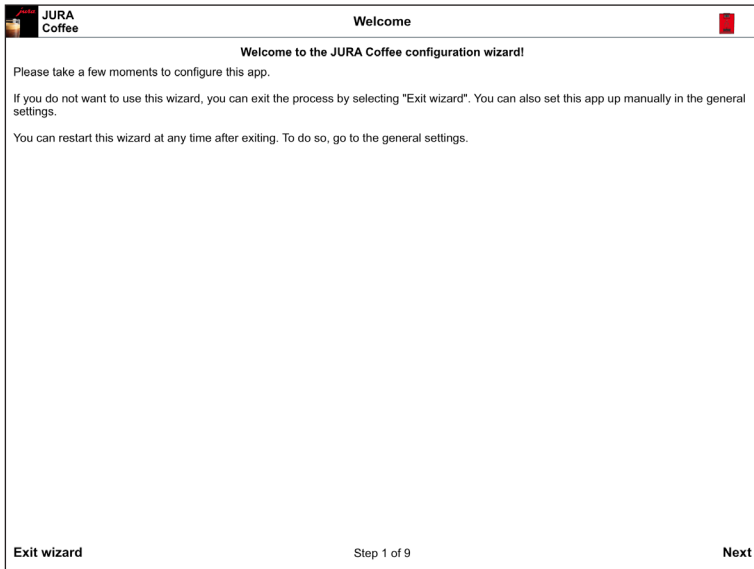 jura
JURA
Coffee
Welcome
Welcome to the JURA Coffee configuration wizard!
Please take a few moments to configure this app.
If you do not want to use this wizard, you can exit the process by selecting "Exit wizard". You can also set this app up manually in the general
settings.
You can restart this wizard at any time after exiting. To do so, go to the general settings.
Exit wizard
Step 1 of 9
Next